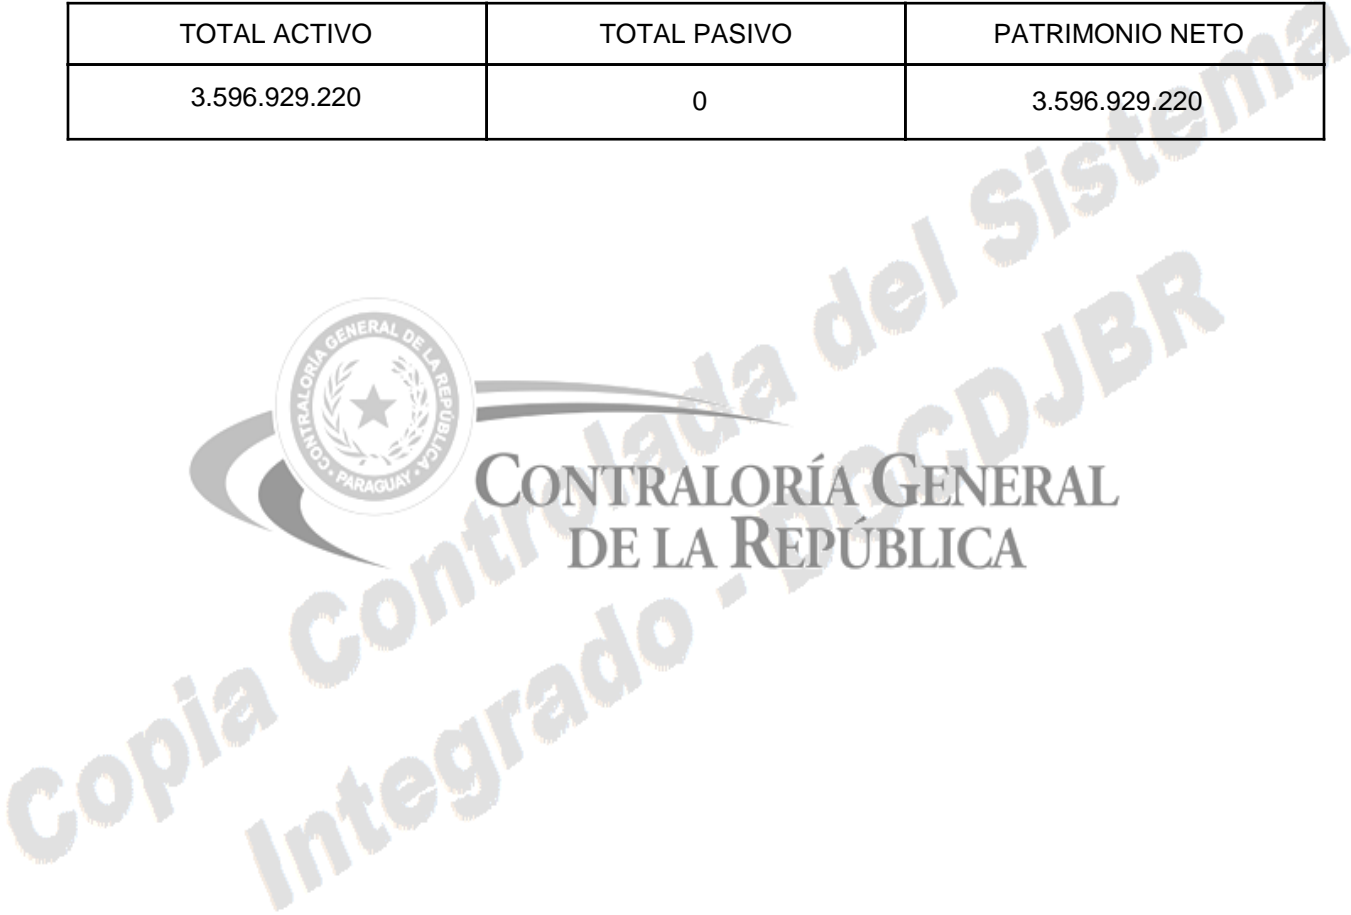 TOTAL ACTIVO TOTAL PASIVO PATRIMONIO NETO
3.596.929.220 0 3.596.929.220
CONTRALORÍA GENERAL DE LA REPÚBLICA
· PARAGUAY ·
CONTRALORÍA GENERAL
DE LA REPÚBLICA
Copia Controlada del Sistema
Integrado - DGCDJBR